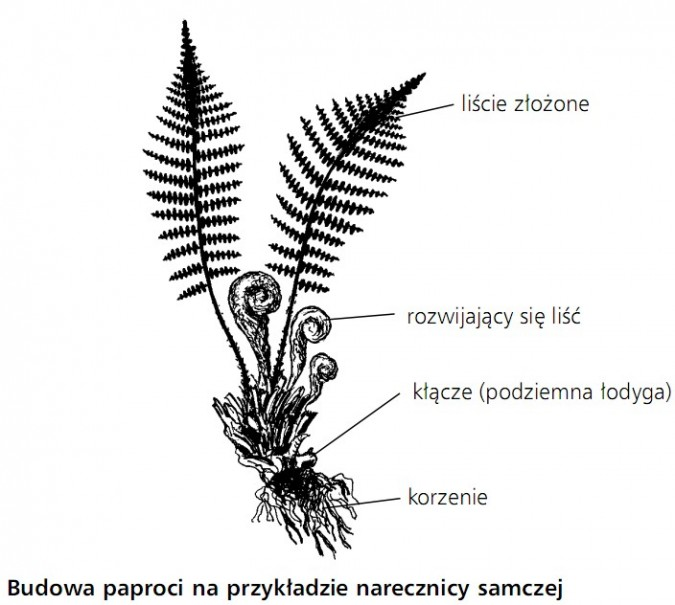 liście złożone
rozwijający się liść
kłącze (podziemna łodyga)
korzenie
Budowa paproci na przykładzie narecznicy samczej